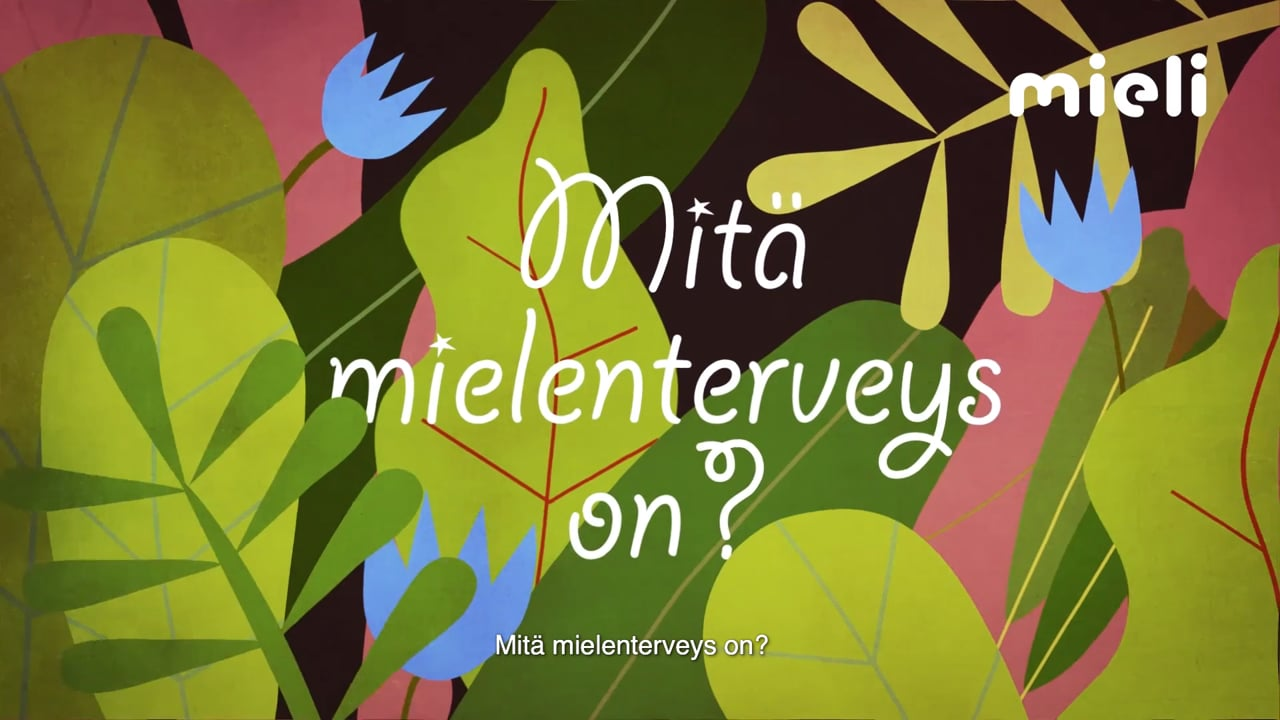 mieli
Mitä
mielenterveys
on?
Mitä mielenterveys on?